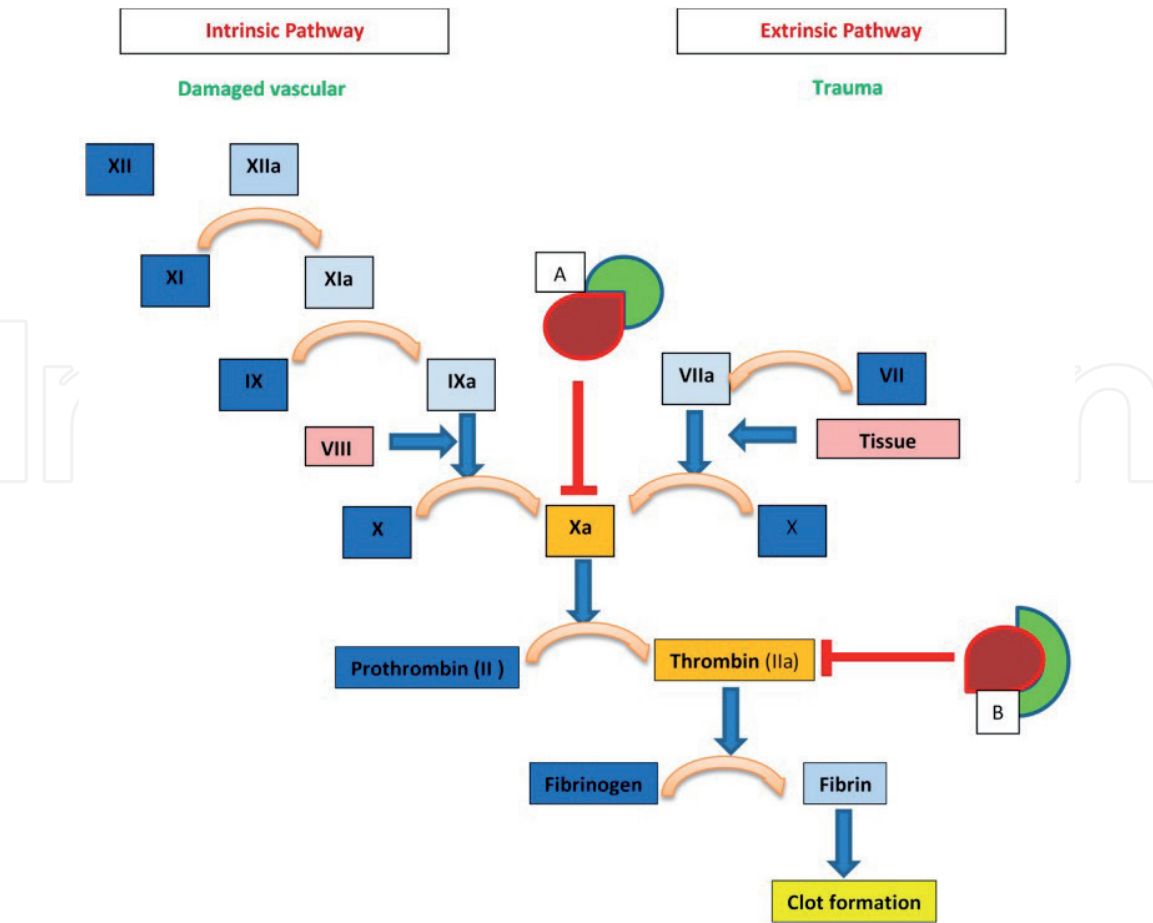 Intrinsic Pathway
Extrinsic Pathway
Damaged vascular
Trauma
XII
XIIa
XI
XIa
A
IX
IXa
VIIa
VII
VIII
Tissue
X
Xa
X
Prothrombin (II )
Thrombin (IIa)
B
Fibrinogen
Fibrin
Clot formation